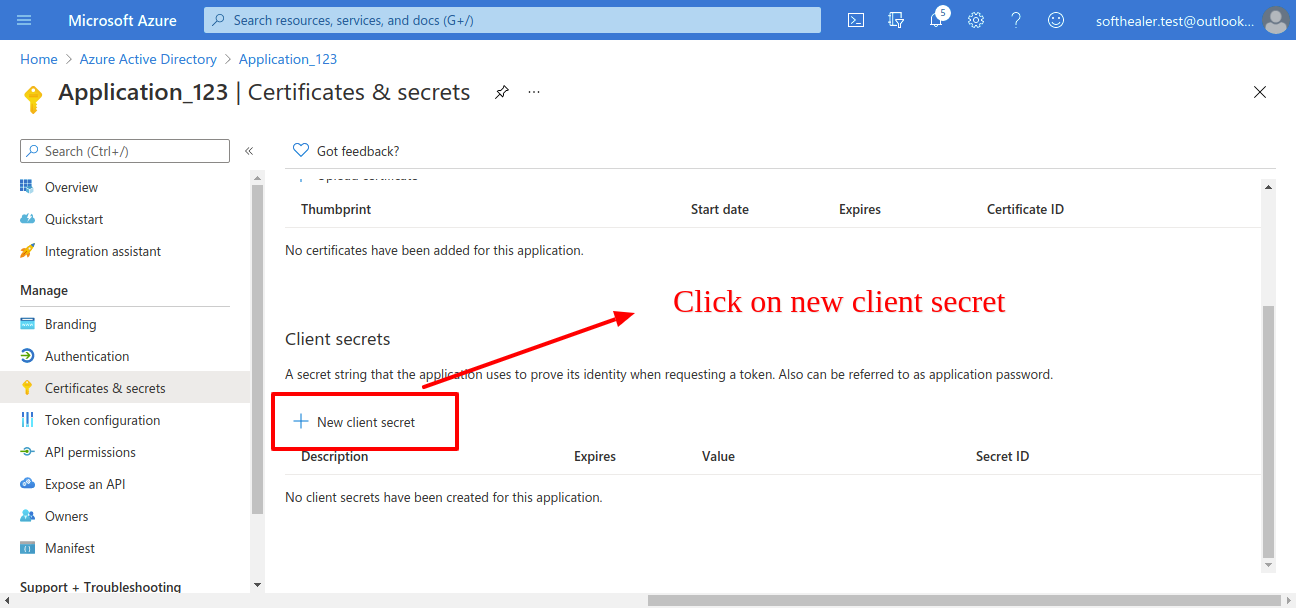 Microsoft Azure
Search resources, services, and docs (G+/)
5
softhealer.test@outlook...
Home > Azure Active Directory > Application_123
Application_123 | Certificates & secrets
Search (Ctrl+/)
Got feedback?
Overview
Quickstart
Integration assistant
Manage
Branding
Authentication
Certificates & secrets
Token configuration
API permissions
Expose an API
Owners
Manifest
Support + Troubleshooting
Upload certificate
Thumbprint Start date Expires Certificate ID
No certificates have been added for this application.
Click on new client secret
Client secrets
A secret string that the application uses to prove its identity when requesting a token. Also can be referred to as application password.
New client secret
Description Expires Value Secret ID
No client secrets have been created for this application.